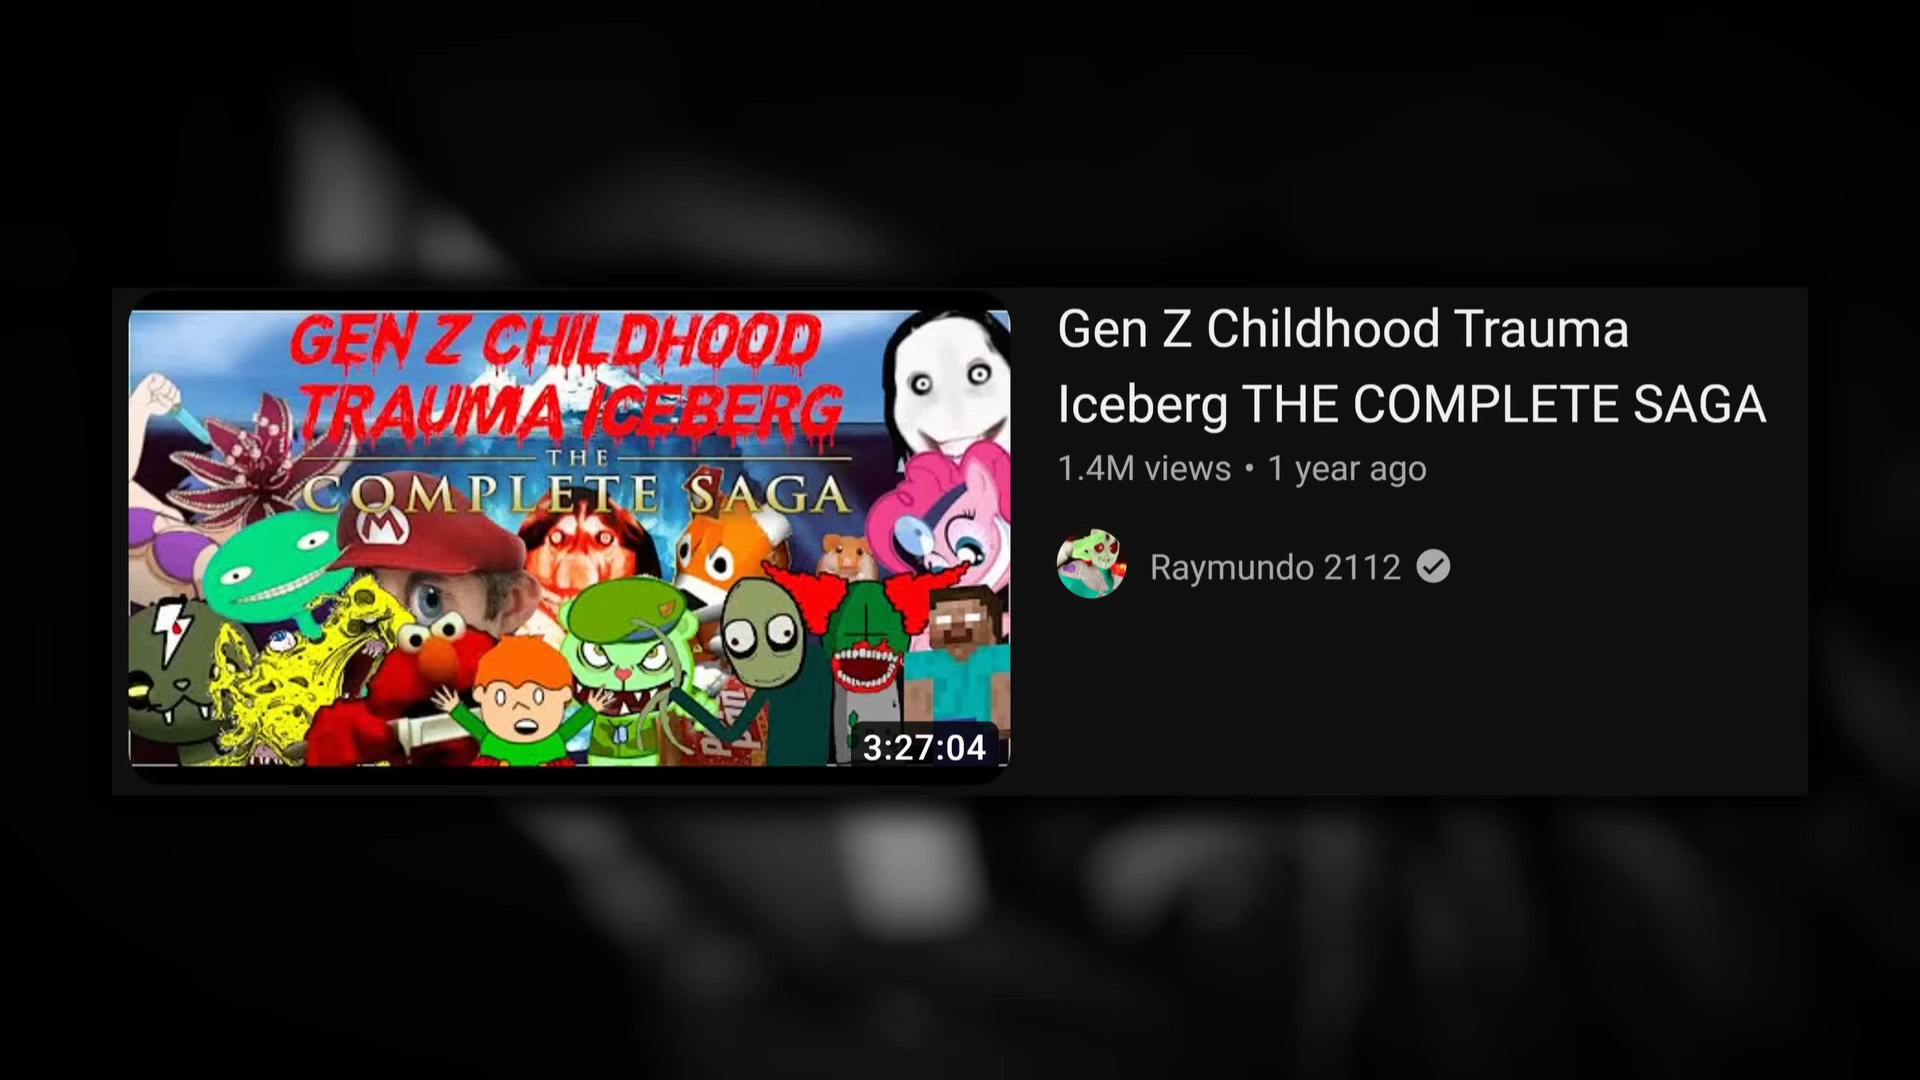 GEN Z CHILDHOOD
TRAUMA ICEBERG
THE
COMPLETE SAGA
M
3:27:04
Gen Z Childhood Trauma
Iceberg THE COMPLETE SAGA
1.4M views • 1 year ago
Raymundo 2112